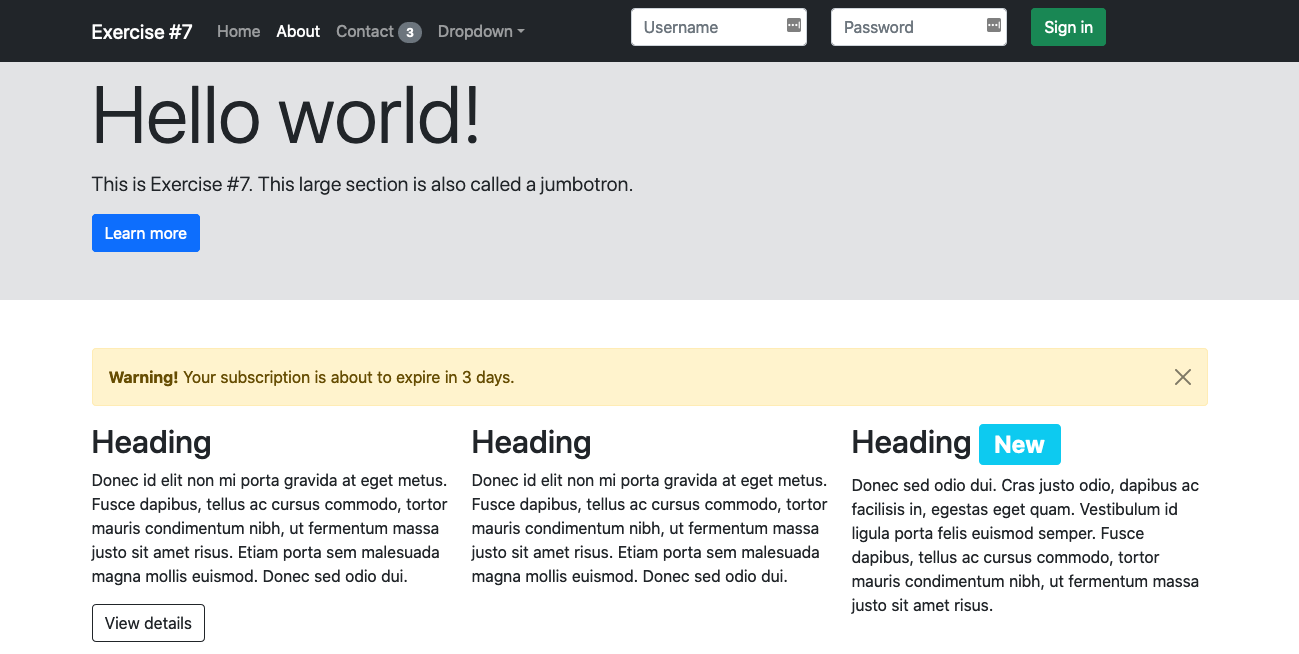 Exercise #7 Home About Contact 3 Dropdown Username Password Sign in
Hello world!
This is Exercise #7. This large section is also called a jumbotron.
Learn more
Warning! Your subscription is about to expire in 3 days.
Heading
Donec id elit non mi porta gravida at eget metus.
Fusce dapibus, tellus ac cursus commodo, tortor
mauris condimentum nibh, ut fermentum massa
justo sit amet risus. Etiam porta sem malesuada
magna mollis euismod. Donec sed odio dui.
View details
Heading
Donec id elit non mi porta gravida at eget metus.
Fusce dapibus, tellus ac cursus commodo, tortor
mauris condimentum nibh, ut fermentum massa
justo sit amet risus. Etiam porta sem malesuada
magna mollis euismod. Donec sed odio dui.
Heading New
Donec sed odio dui. Cras justo odio, dapibus ac
facilisis in, egestas eget quam. Vestibulum id
ligula porta felis euismod semper. Fusce
dapibus, tellus ac cursus commodo, tortor
mauris condimentum nibh, ut fermentum massa
justo sit amet risus.